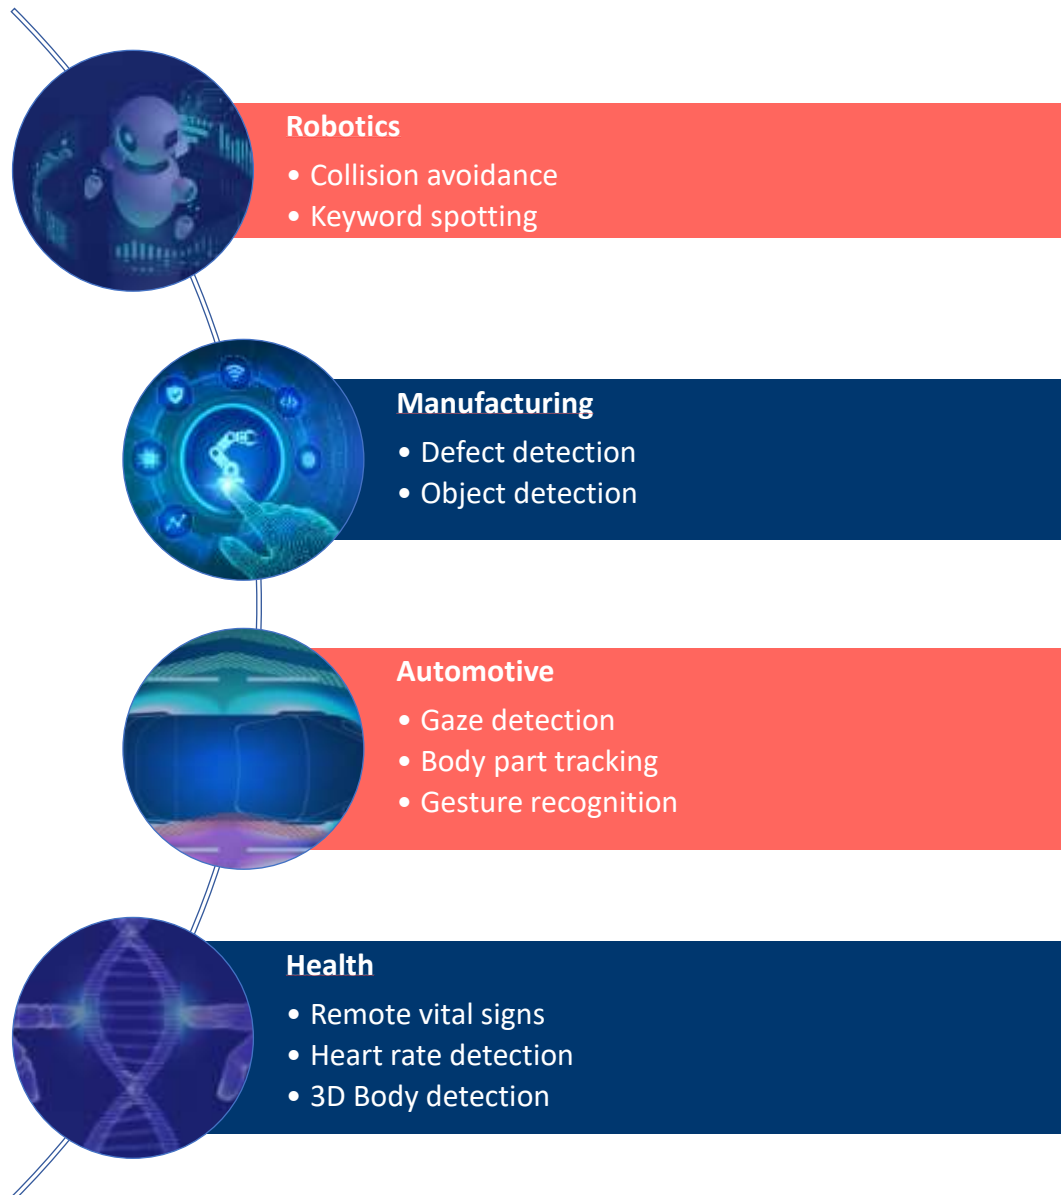 Robotics
• Collision avoidance
• Keyword spotting
Manufacturing
• Defect detection
• Object detection
Automotive
• Gaze detection
• Body part tracking
• Gesture recognition
Health
• Remote vital signs
• Heart rate detection
• 3D Body detection